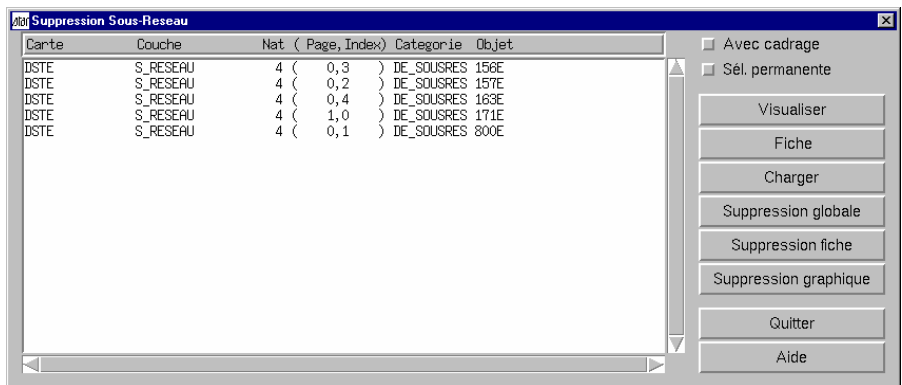 Suppression Sous-Reseau
Carte Couche Nat ( Page,Index) Categorie Objet
DSTE S_RESEAU 4 ( 0,3 ) DE_SOUSRES 156E
DSTE S_RESEAU 4 ( 0,2 ) DE_SOUSRES 157E
DSTE S_RESEAU 4 ( 0,4 ) DE_SOUSRES 163E
DSTE S_RESEAU 4 ( 1,0 ) DE_SOUSRES 171E
DSTE S_RESEAU 4 ( 0,1 ) DE_SOUSRES 800E
Avec cadrage
Sél. permanente
Visualiser
Fiche
Charger
Suppression globale
Suppression fiche
Suppression graphique
Quitter
Aide